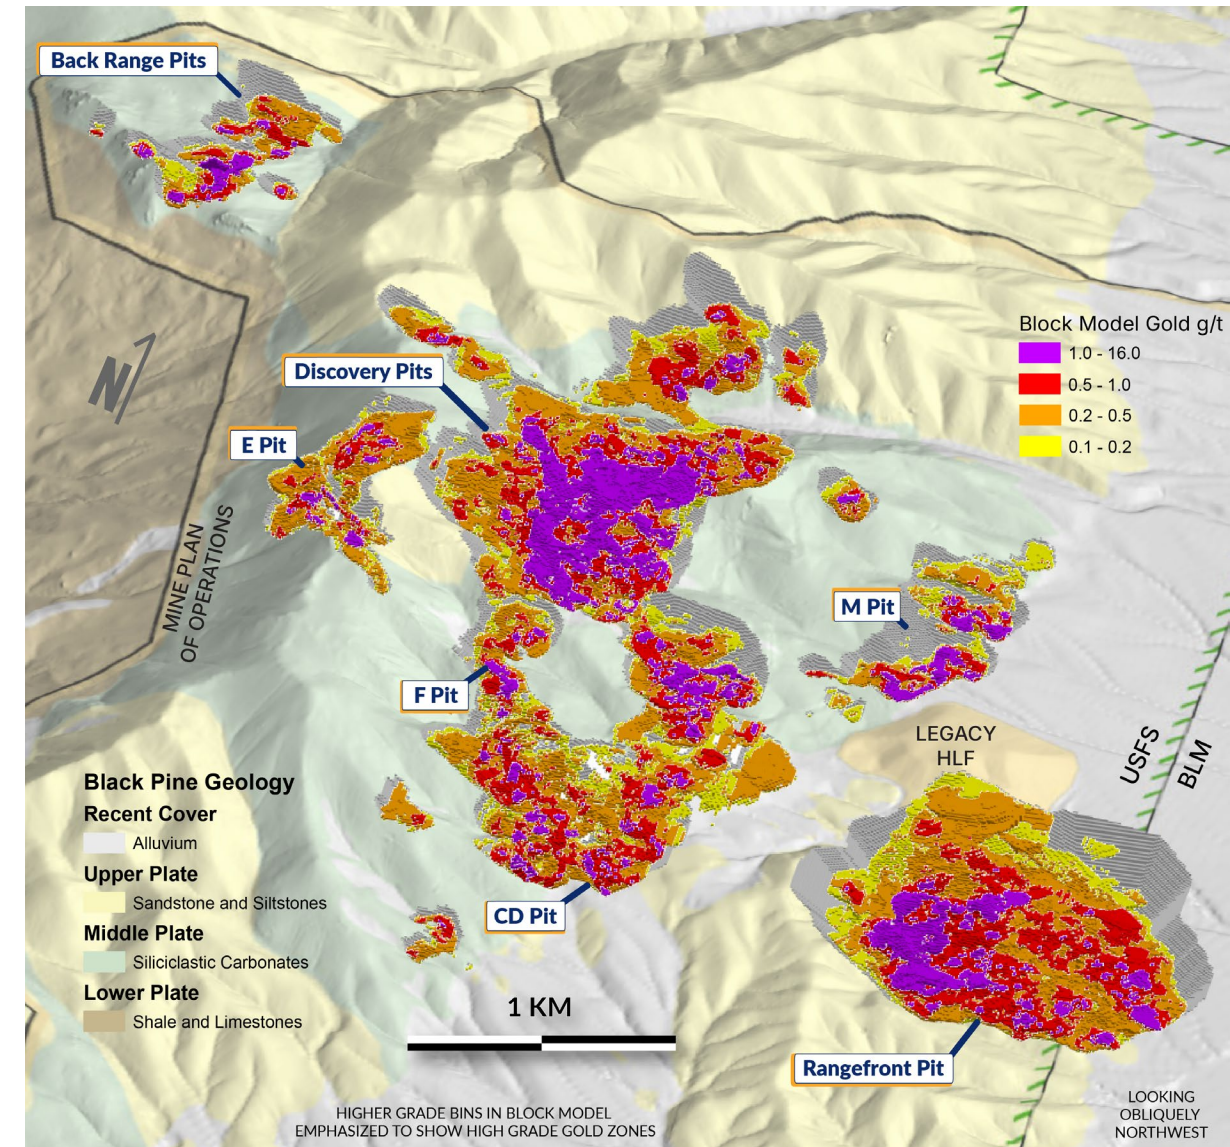 Back Range Pits
Block Model Gold g/t
1.0 - 16.0
0.5 - 1.0
0.2 - 0.5
0.1 - 0.2
N
Discovery Pits
E Pit
MINE PLAN
OF OPERATIONS
M Pit
F Pit
LEGACY
HLF
USFS
BLM
Black Pine Geology
Recent Cover
Alluvium
Upper Plate
Sandstone and Siltstones
Middle Plate
Siliciclastic Carbonates
Lower Plate
Shale and Limestones
CD Pit
1 KM
Rangefront Pit
HIGHER GRADE BINS IN BLOCK MODEL
EMPHASIZED TO SHOW HIGH GRADE GOLD ZONES
LOOKING
OBLIQUELY
NORTHWEST